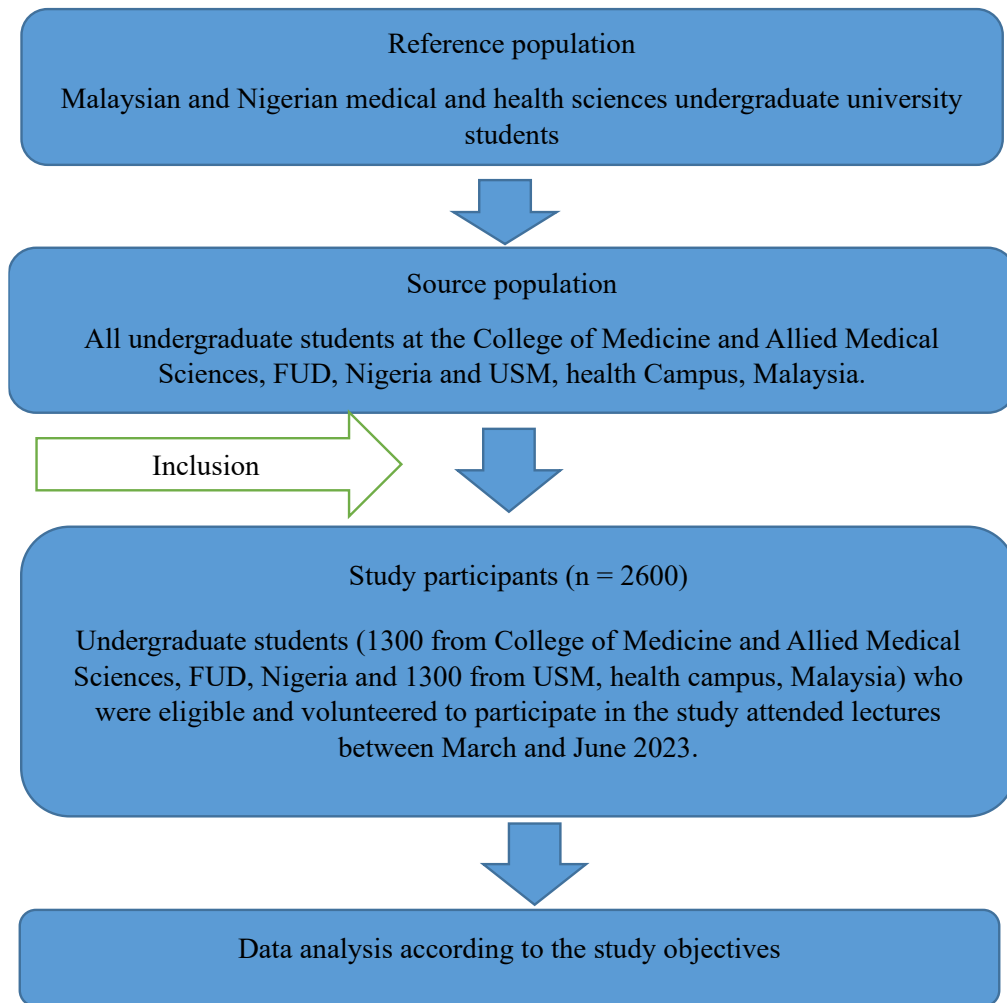 Reference population
Malaysian and Nigerian medical and health sciences undergraduate university
students
Source population
All undergraduate students at the College of Medicine and Allied Medical
Sciences, FUD, Nigeria and USM, health Campus, Malaysia.
Inclusion
Study participants (n = 2600)
Undergraduate students (1300 from College of Medicine and Allied Medical
Sciences, FUD, Nigeria and 1300 from USM, health campus, Malaysia) who
were eligible and volunteered to participate in the study attended lectures
between March and June 2023.
Data analysis according to the study objectives